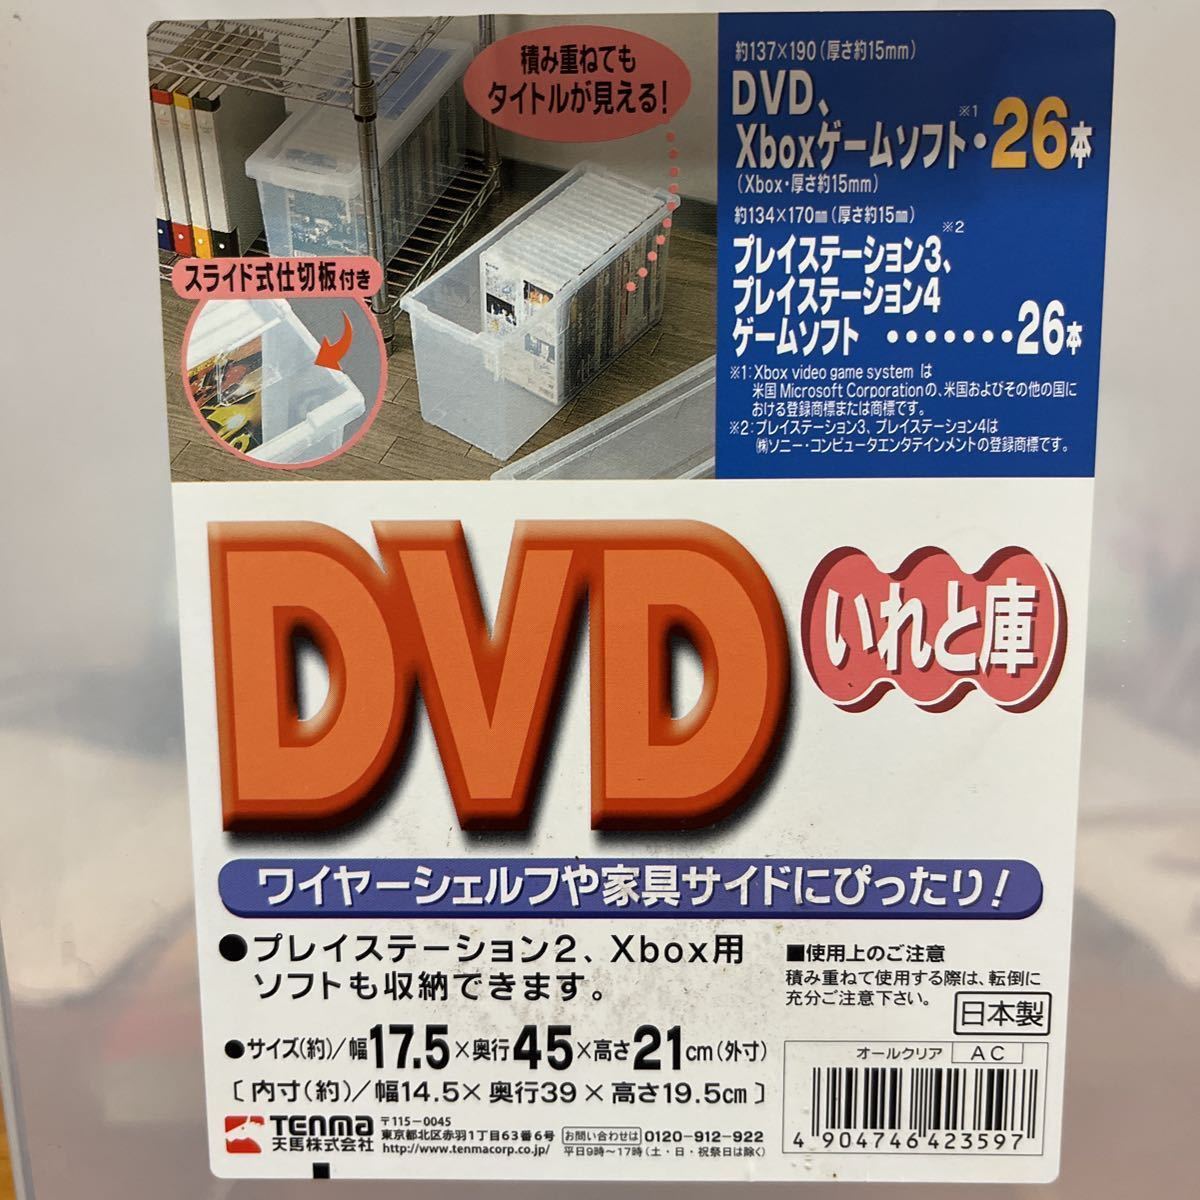 積み重ねても
タイトルが見える!
スライド式仕切板付き
約137×190(厚さ約15mm)
DVD、
Xboxゲームソフト※1・26本
(Xbox・厚さ約15mm)
約134×170㎜(厚さ約15㎜)
プレイステーション3、※2
プレイステーション4
ゲームソフト ・・・・・・・26本
※1:Xbox video game system は
米国 Microsoft Corporationの、米国およびその他の国に
おける登録商標または商標です。
※2:プレイステーション3、プレイステーション4は
㈱ソニー・コンピュータエンタテインメントの登録商標です。
DVD
いれと庫
ワイヤーシェルフや家具サイドにぴったり!
●プレイステーション2、Xbox用
ソフトも収納できます。
■使用上のご注意
積み重ねて使用する際は、転倒に
充分ご注意下さい。
日本製
●サイズ(約)/幅17.5×奥行45×高さ21cm(外寸)
〔内寸(約)/幅14.5×奥行39×高さ19.5cm〕
オールクリア AC
4 904746 423597
TENMA
天馬株式会社
〒115-0045
東京都北区赤羽1丁目63番6号
http://www.tenmacorp.co.jp/
お問い合わせは 0120-912-922
平日9時〜17時(土・日・祝祭日は除く)